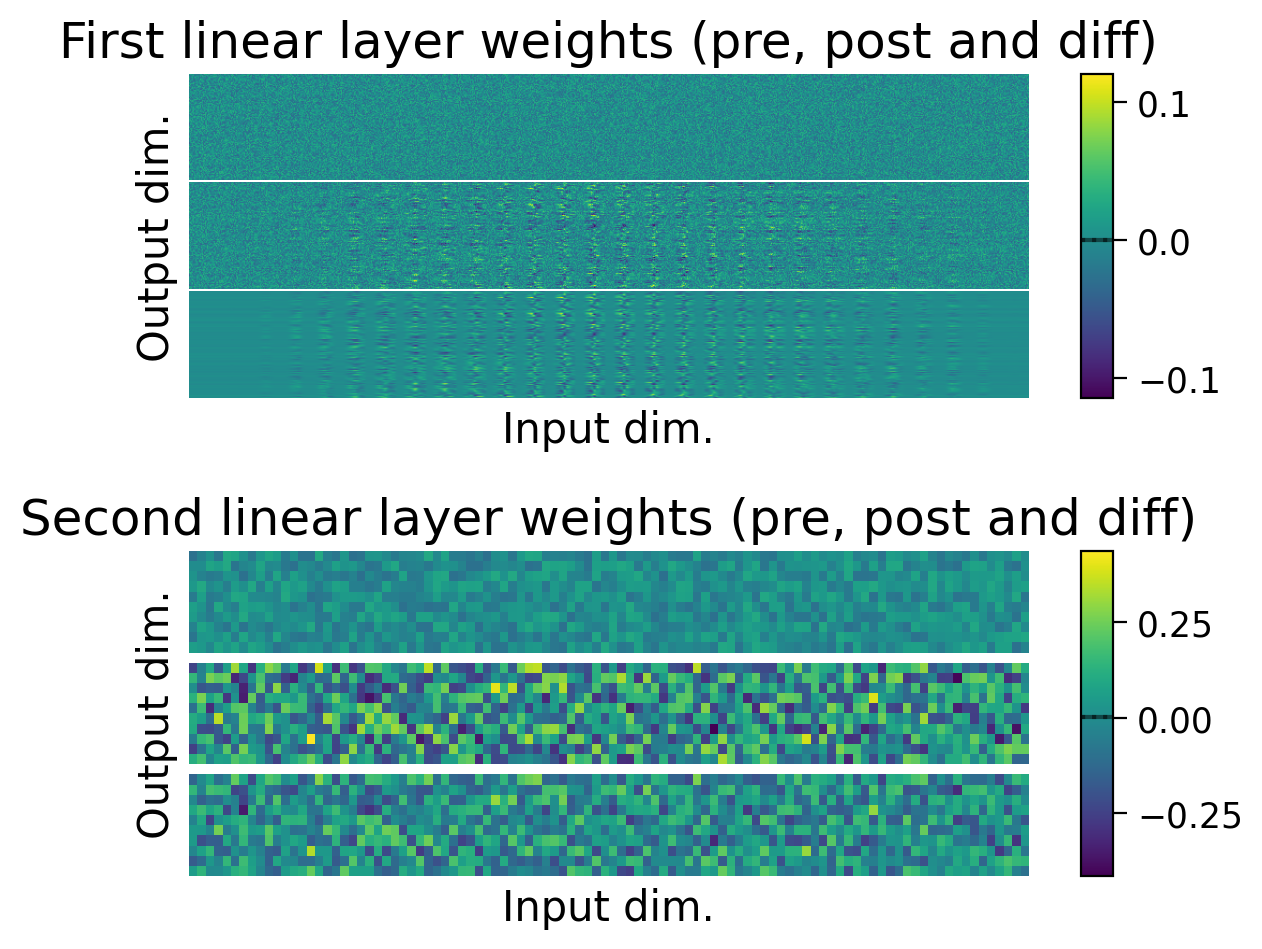 First linear layer weights (pre, post and diff)
Output dim.
Input dim.
0.1
0.0
−0.1
Second linear layer weights (pre, post and diff)
Output dim.
Input dim.
0.25
0.00
−0.25